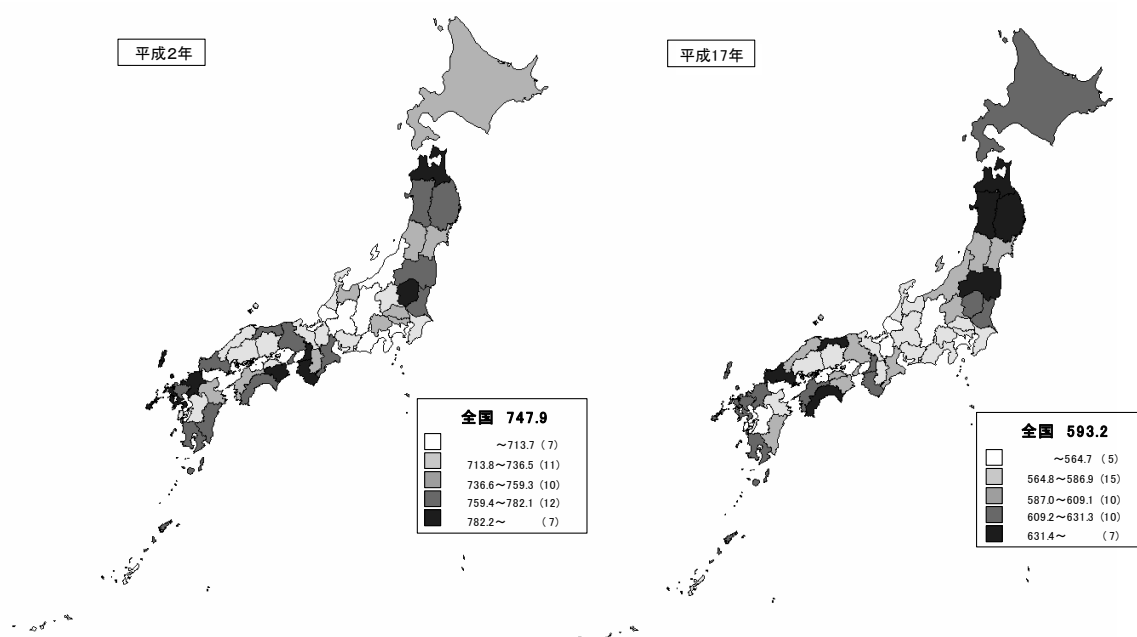 平成2年
平成17年
全国 747.9
～713.7 (7)
713.8～736.5 (11)
736.6～759.3 (10)
759.4～782.1 (12)
782.2～ (7)
全国 593.2
～564.7 (5)
564.8～586.9 (15)
587.0～609.1 (10)
609.2～631.3 (10)
631.4～ (7)